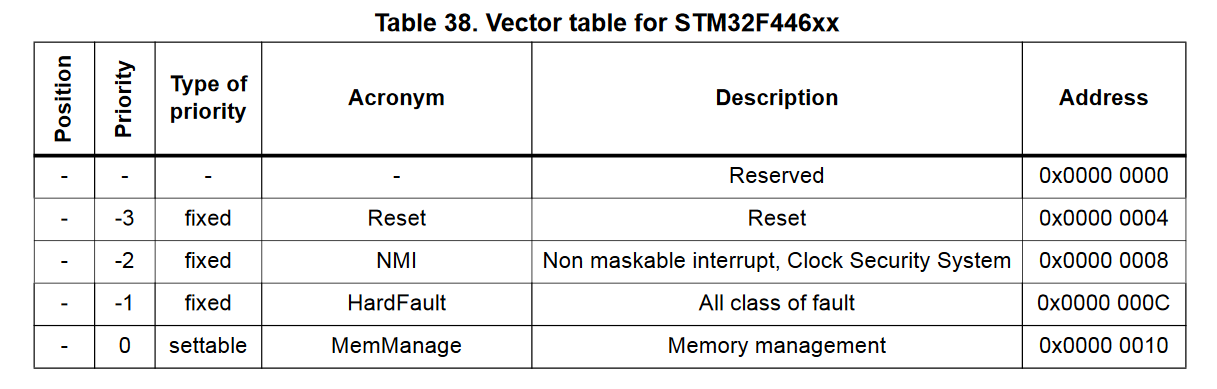 Table 38. Vector table for STM32F446xx
Position Priority Type of priority Acronym Description Address
- - - - Reserved 0x0000 0000
- -3 fixed Reset Reset 0x0000 0004
- -2 fixed NMI Non maskable interrupt, Clock Security System 0x0000 0008
- -1 fixed HardFault All class of fault 0x0000 000C
- 0 settable MemManage Memory management 0x0000 0010